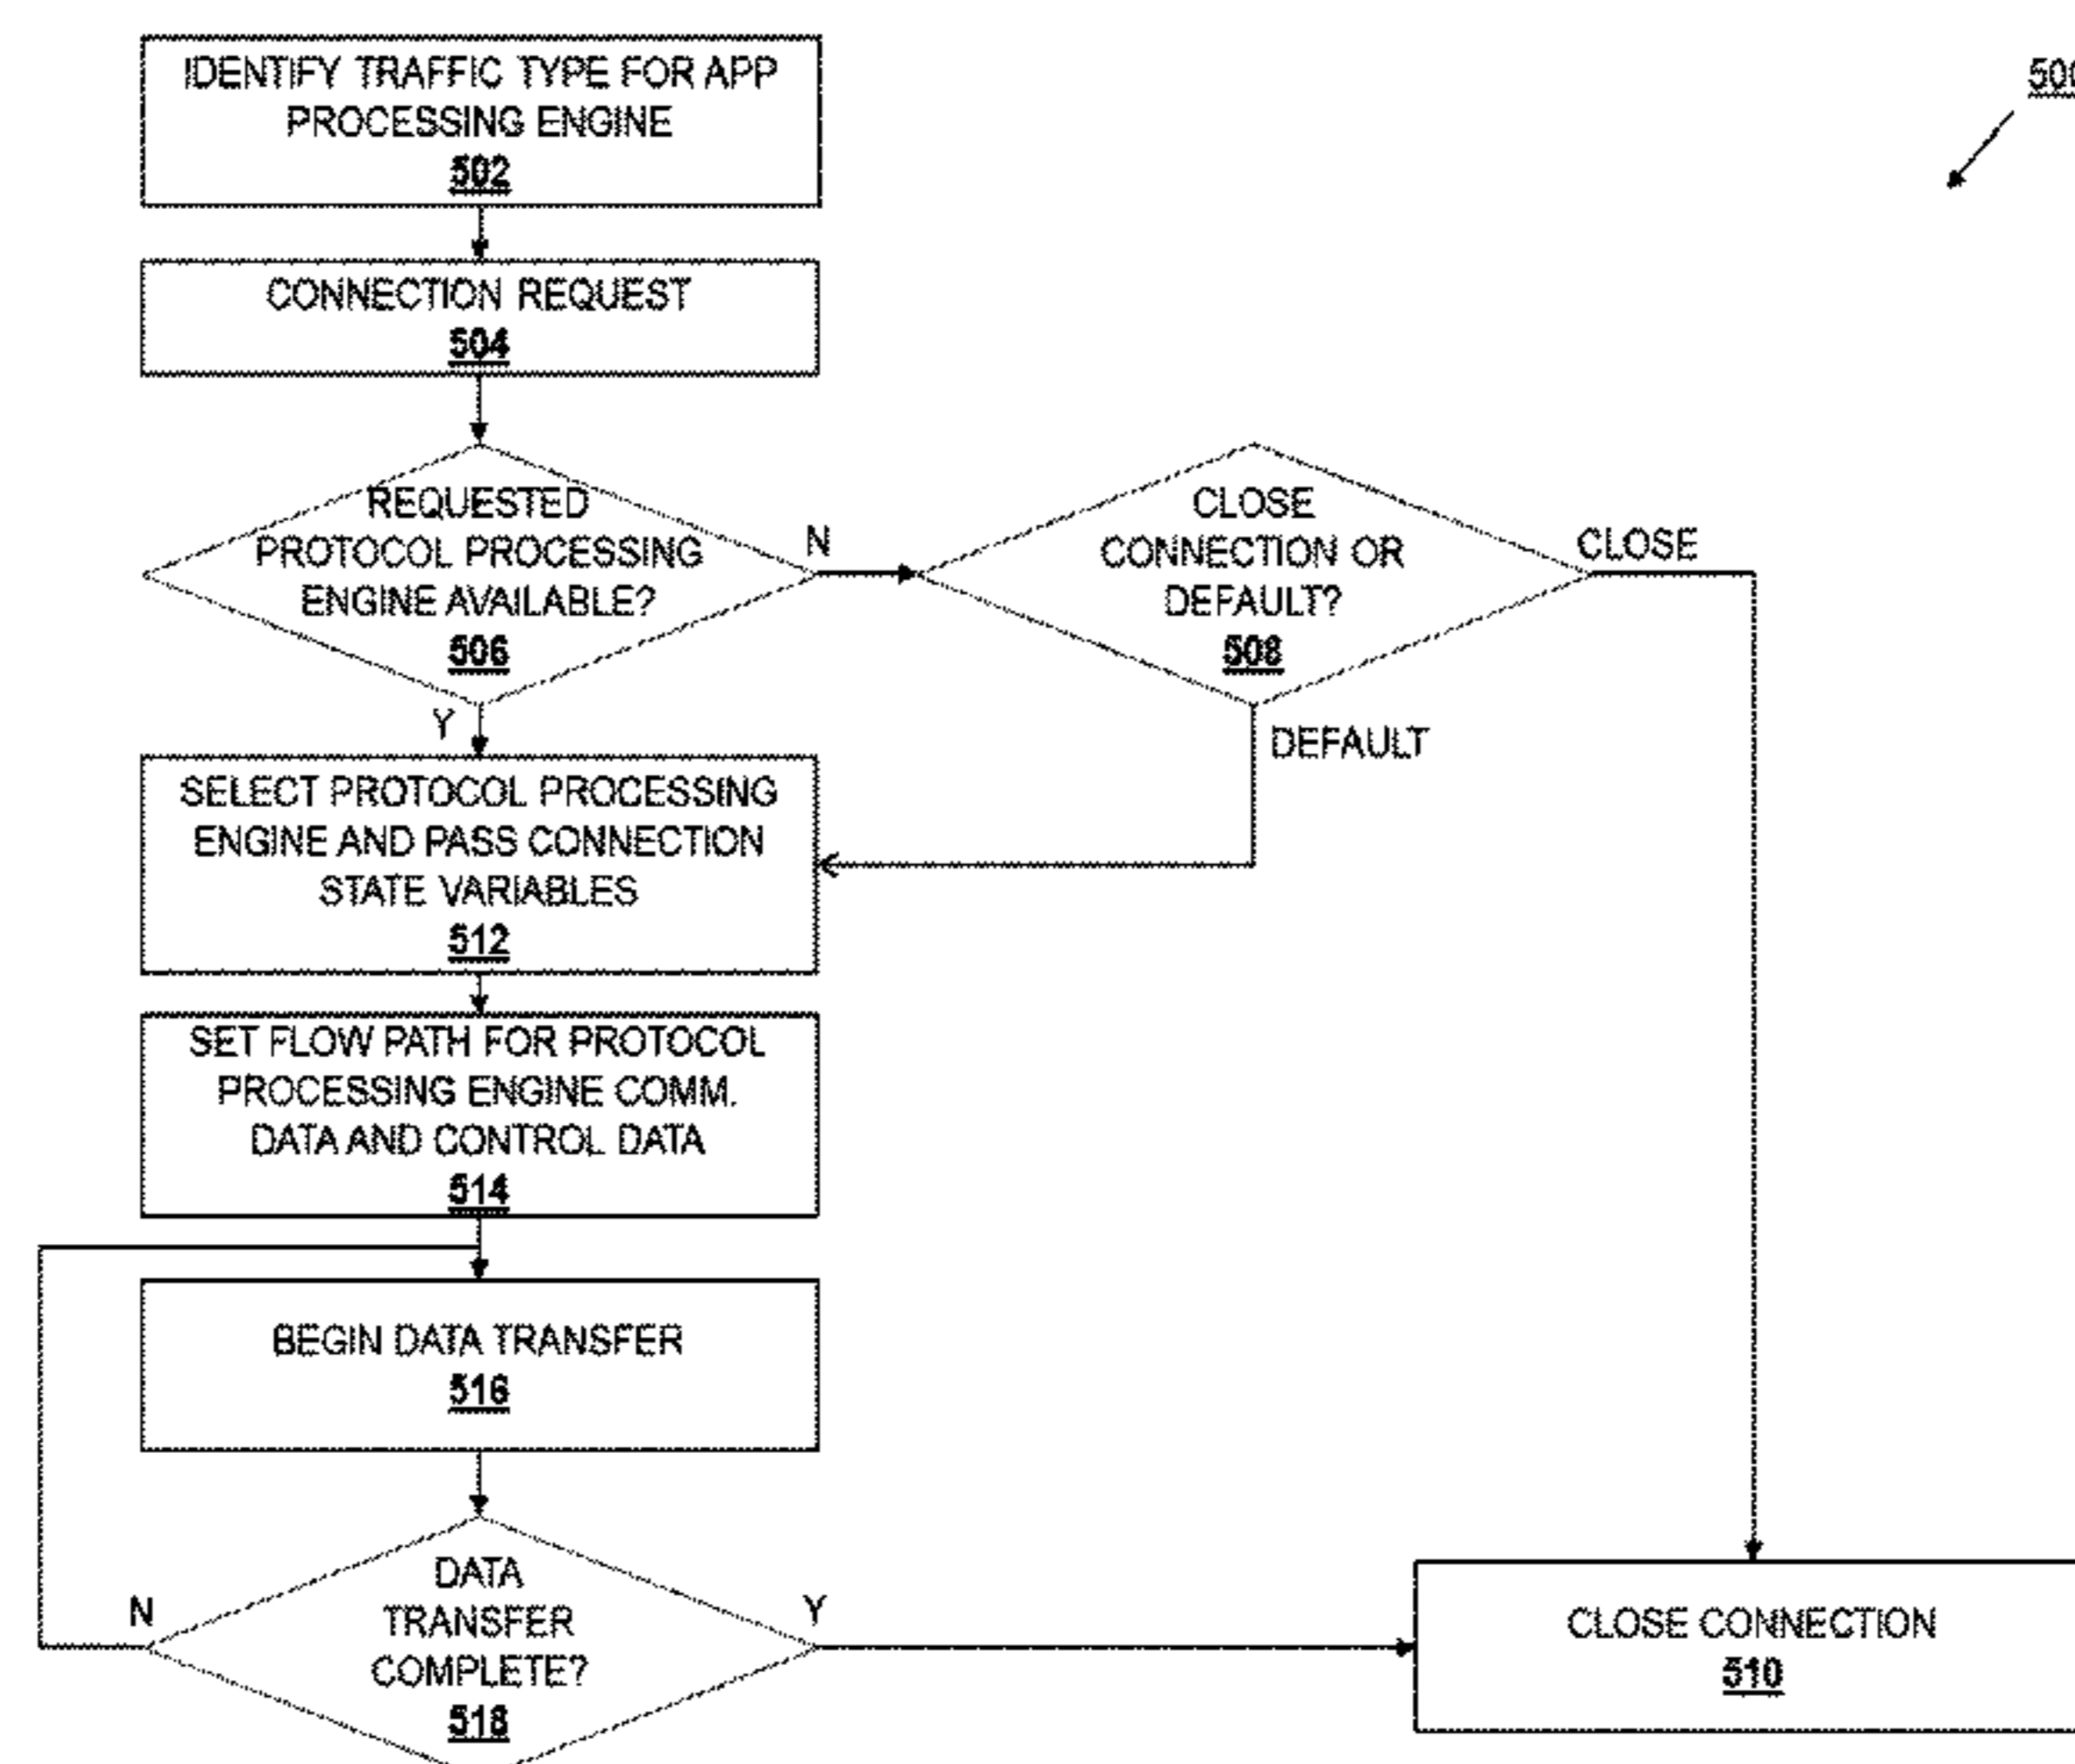 500
IDENTIFY TRAFFIC TYPE FOR APP
PROCESSING ENGINE
502
CONNECTION REQUEST
504
REQUESTED
PROTOCOL PROCESSING
ENGINE AVAILABLE?
506
N
CLOSE
CONNECTION OR
DEFAULT?
508
CLOSE
Y
DEFAULT
SELECT PROTOCOL PROCESSING
ENGINE AND PASS CONNECTION
STATE VARIABLES
512
SET FLOW PATH FOR PROTOCOL
PROCESSING ENGINE COMM.
DATA AND CONTROL DATA
514
BEGIN DATA TRANSFER
516
N
DATA
TRANSFER
COMPLETE?
518
Y
CLOSE CONNECTION
510